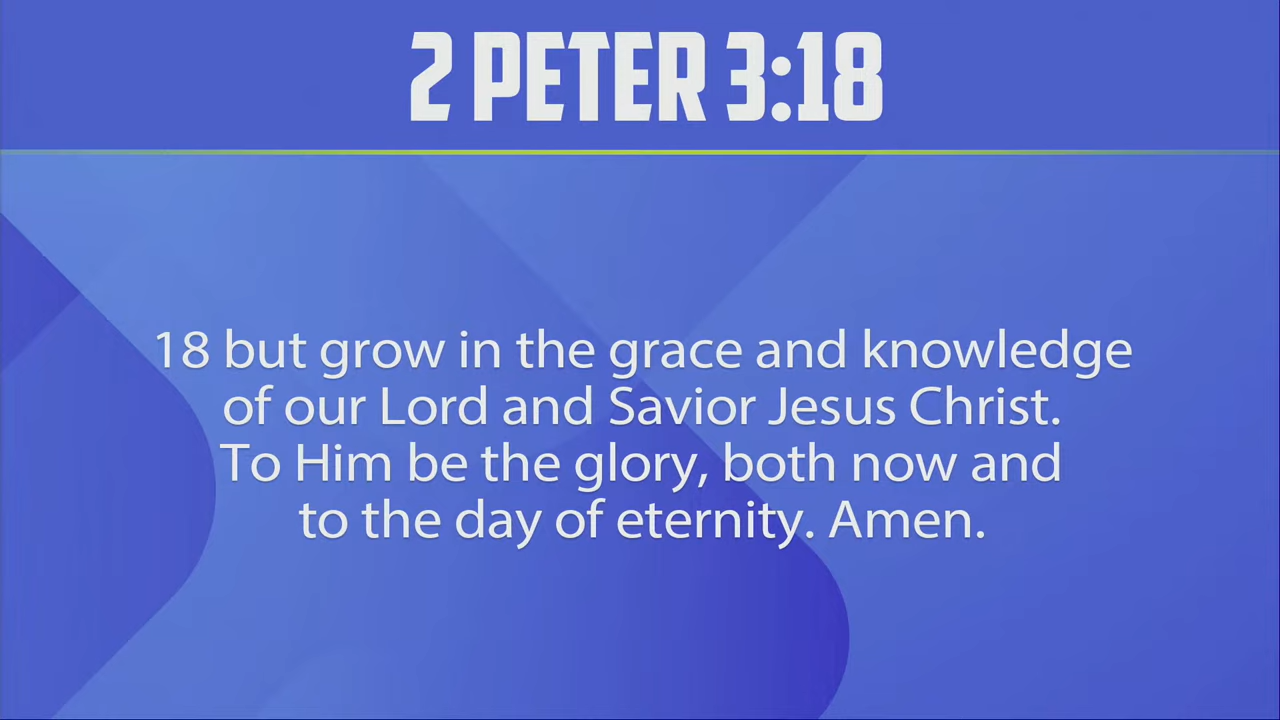 2 PETER 3:18
18 but grow in the grace and knowledge
of our Lord and Savior Jesus Christ.
To Him be the glory, both now and
to the day of eternity. Amen.